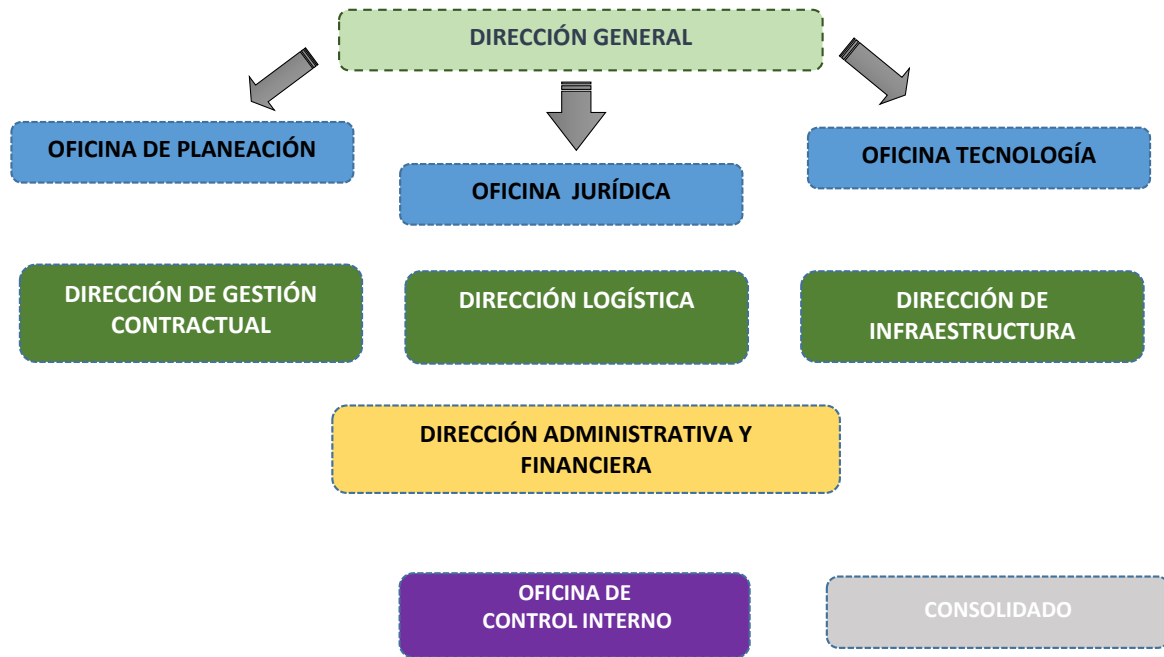 DIRECCIÓN GENERAL
OFICINA DE PLANEACIÓN
OFICINA JURÍDICA
OFICINA TECNOLOGÍA
DIRECCIÓN DE GESTIÓN
CONTRACTUAL
DIRECCIÓN LOGÍSTICA
DIRECCIÓN DE
INFRAESTRUCTURA
DIRECCIÓN ADMINISTRATIVA Y
FINANCIERA
OFICINA DE
CONTROL INTERNO
CONSOLIDADO